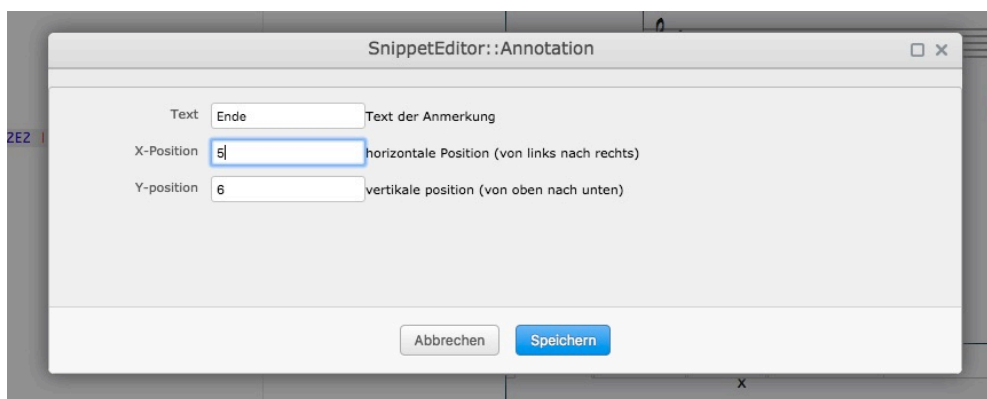 SnippetEditor::Annotation
Text Ende Text der Anmerkung
2E2 |
X-Position 5 horizontale Position (von links nach rechts)
Y-position 6 vertikale position (von oben nach unten)
Abbrechen Speichern
x